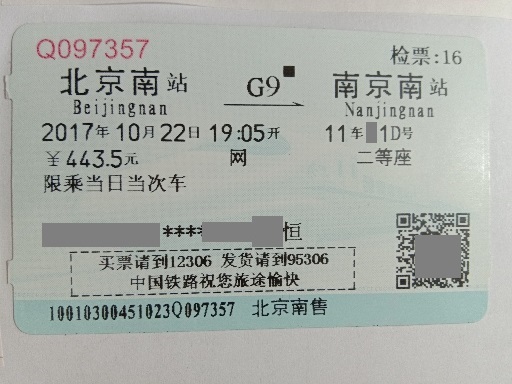 Q097357 检票:16
北京南站 G9 南京南站
Beijingnan Nanjingnan
2017年10月22日 19:05开 11车 1D号
￥443.5元 网 二等座
限乘当日当次车
**** 恒
买票请到12306 发货请到95306
中国铁路祝您旅途愉快
10010300451023Q097357 北京南售